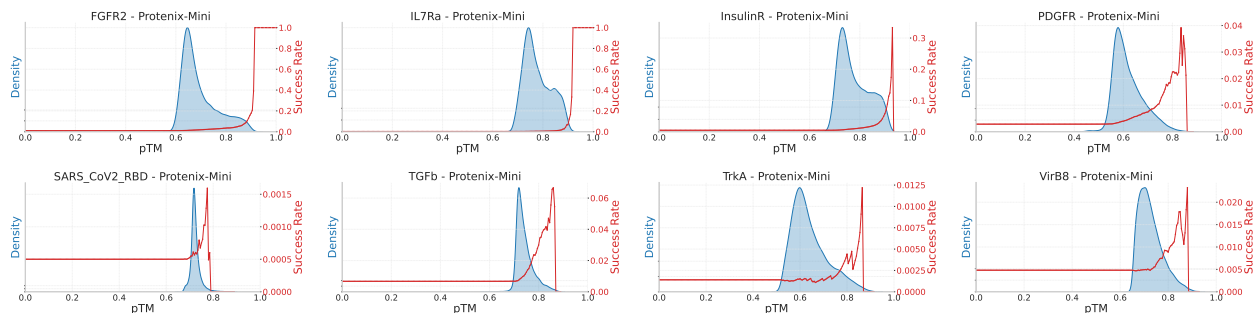 FGFR2 - Protenix-Mini
Density
Success Rate
0.0 0.2 0.4 0.6 0.8 1.0
0.0 0.2 0.4 0.6 0.8 1.0
pTM
IL7Ra - Protenix-Mini
Density
Success Rate
0.0 0.2 0.4 0.6 0.8 1.0
0.0 0.2 0.4 0.6 0.8 1.0
pTM
InsulinR - Protenix-Mini
Density
Success Rate
0.0 0.1 0.2 0.3
0.0 0.2 0.4 0.6 0.8 1.0
pTM
PDGFR - Protenix-Mini
Density
Success Rate
0.00 0.01 0.02 0.03 0.04
0.0 0.2 0.4 0.6 0.8 1.0
pTM
SARS_CoV2_RBD - Protenix-Mini
Density
Success Rate
0.0000 0.0005 0.0010 0.0015
0.0 0.2 0.4 0.6 0.8 1.0
pTM
TGFb - Protenix-Mini
Density
Success Rate
0.00 0.02 0.04 0.06
0.0 0.2 0.4 0.6 0.8 1.0
pTM
TrkA - Protenix-Mini
Density
Success Rate
0.0000 0.0025 0.0050 0.0075 0.0100 0.0125
0.0 0.2 0.4 0.6 0.8 1.0
pTM
VirB8 - Protenix-Mini
Density
Success Rate
0.000 0.005 0.010 0.015 0.020
0.0 0.2 0.4 0.6 0.8 1.0
pTM